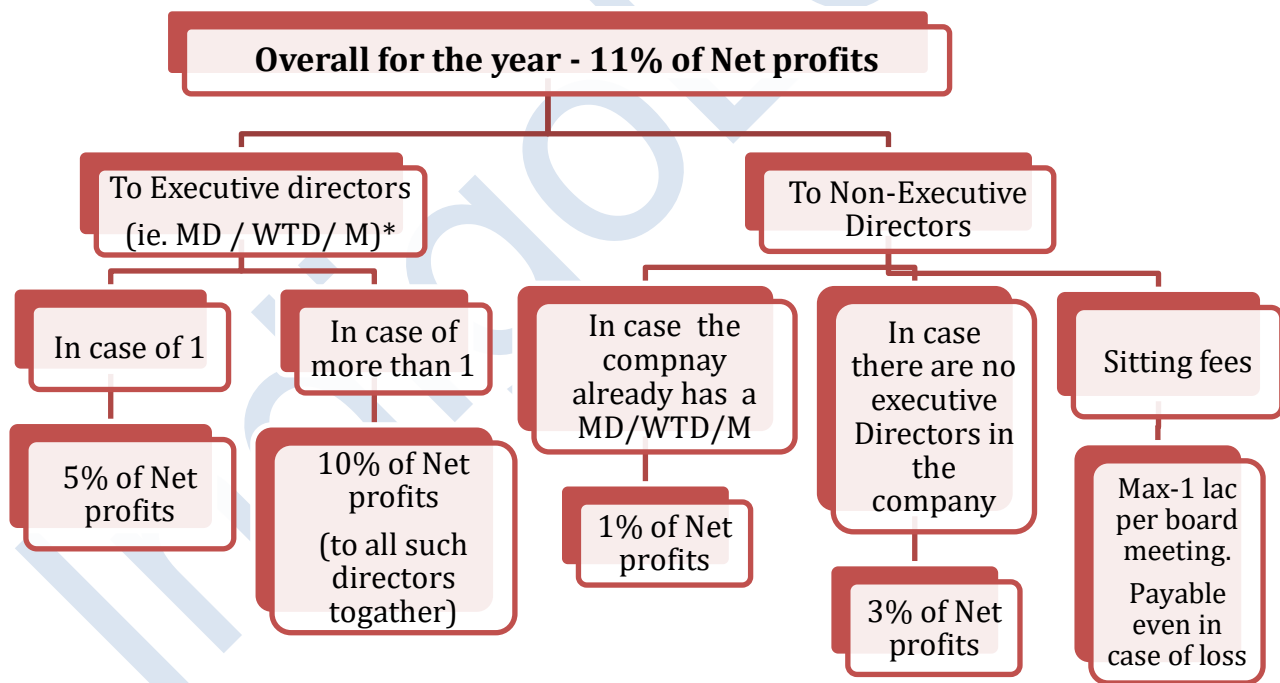 Overall for the year - 11% of Net profits
To Executive directors
(ie. MD / WTD/ M)*
To Non-Executive
Directors
In case of 1
In case of
more than 1
In case  the
compnay
already has  a
MD/WTD/M
In case
there are no
executive
Directors in
the
company
Sitting fees
5% of Net
profits
10% of Net
profits
(to all such
directors
togather)
1% of Net
profits
3% of Net
profits
Max-1 lac
per board
meeting.
Payable
even in
case of loss